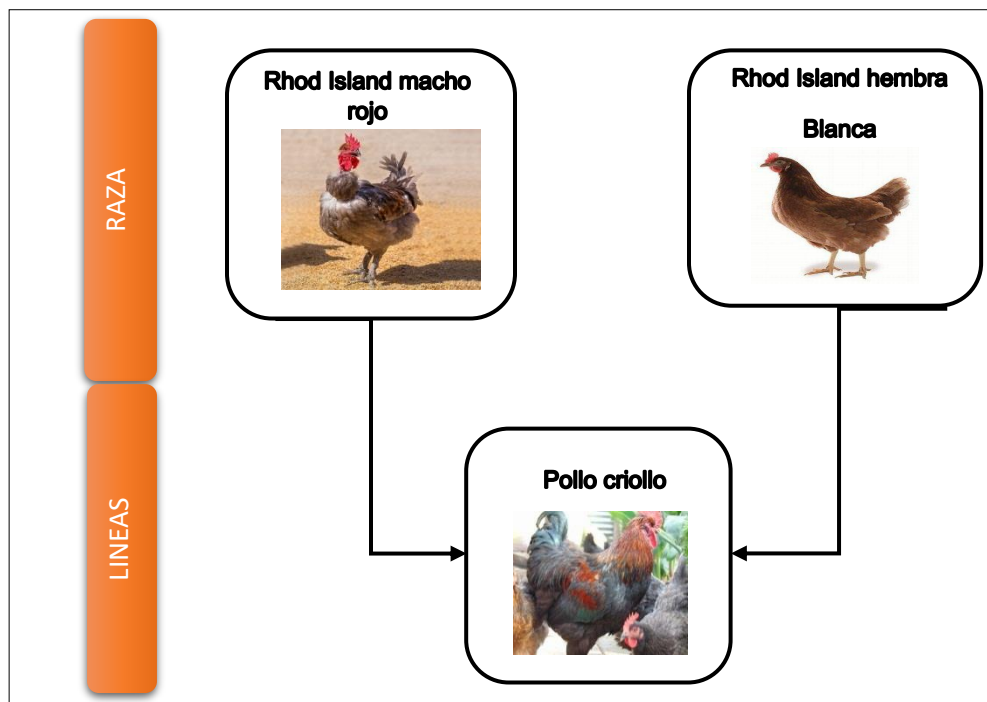 RAZA
Rhod Island macho
rojo
Rhod Island hembra
Blanca
LINEAS
Pollo criollo